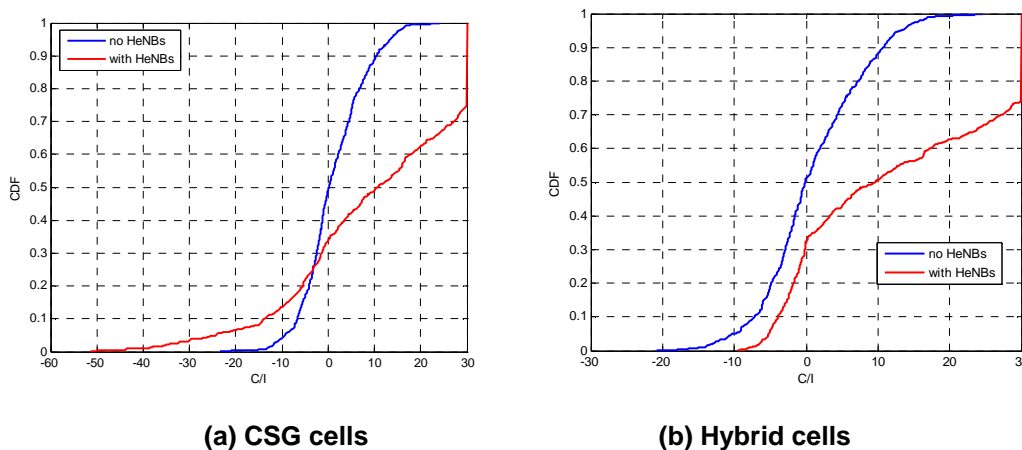 1
0.9
0.8
0.7
0.6
0.5
0.4
0.3
0.2
0.1
0
CDF
no HeNBs
with HeNBs
-60 -50 -40 -30 -20 -10 0 10 20 30
C/I
(a) CSG cells
1
0.9
0.8
0.7
0.6
0.5
0.4
0.3
0.2
0.1
0
CDF
no HeNBs
with HeNBs
-30 -20 -10 0 10 20 30
C/I
(b) Hybrid cells